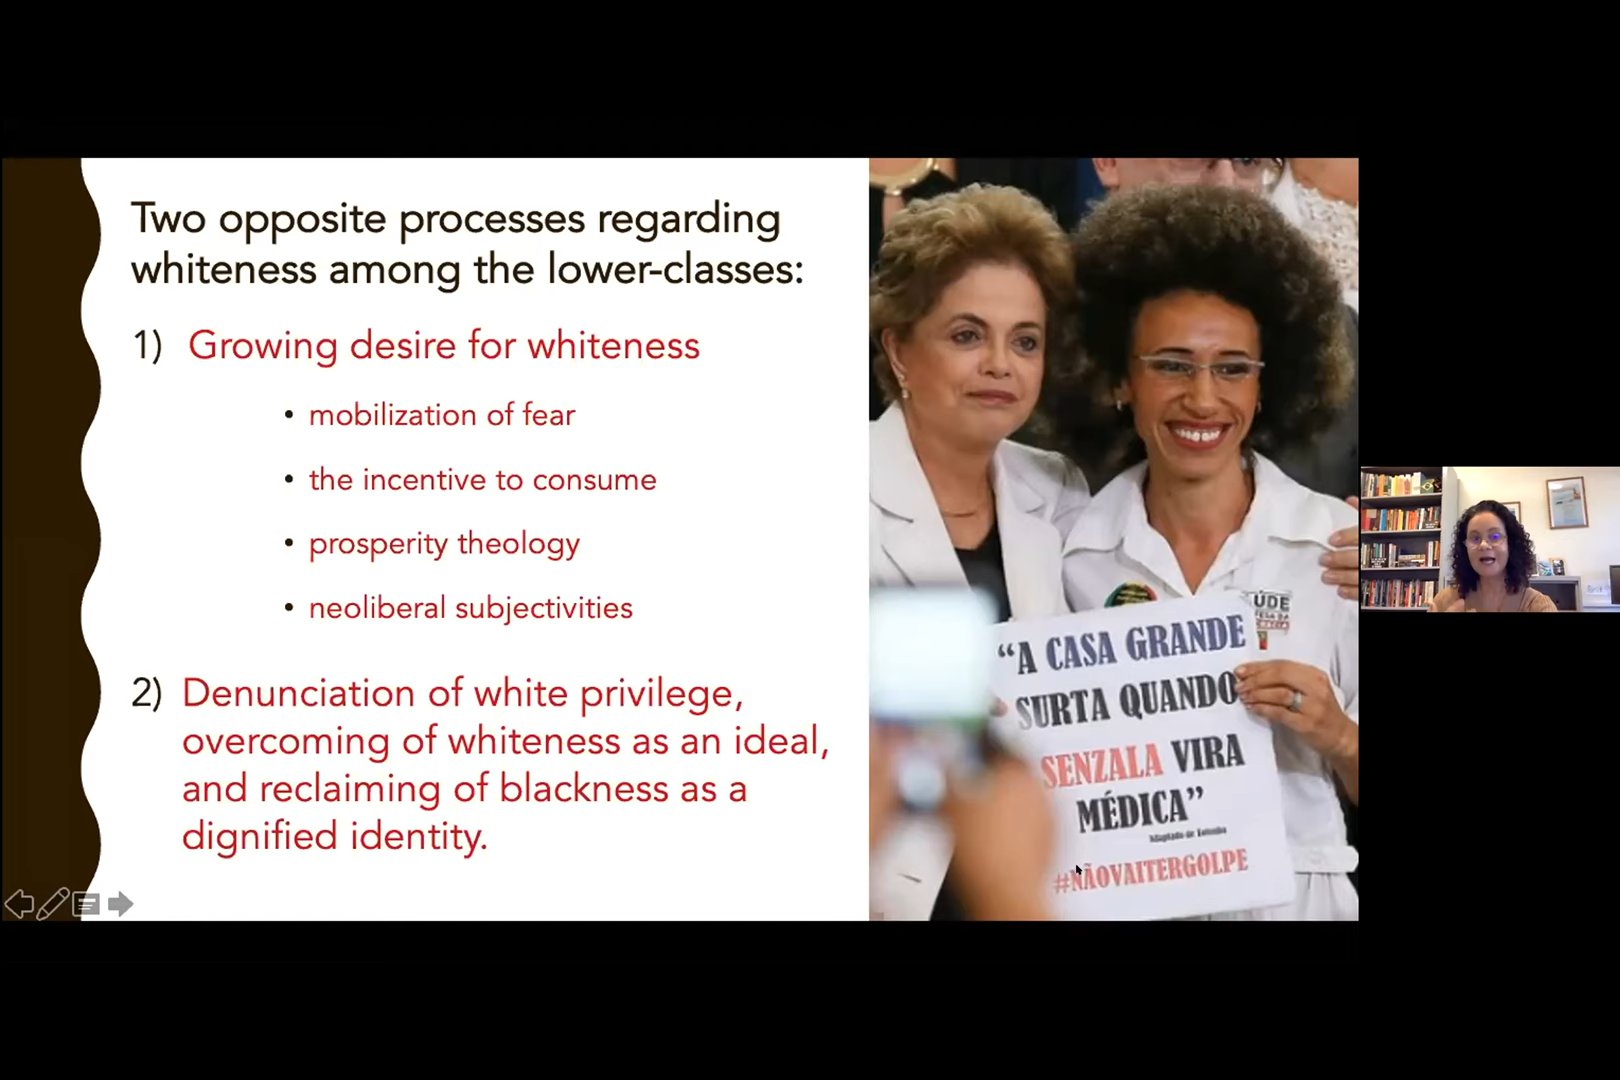 Two opposite processes regarding
whiteness among the lower-classes:
1) Growing desire for whiteness
• mobilization of fear
• the incentive to consume
• prosperity theology
• neoliberal subjectivities
2) Denunciation of white privilege,
overcoming of whiteness as an ideal,
and reclaiming of blackness as a
dignified identity.
ÚDE
“A CASA GRANDE
SURTA QUANDO
SENZALA VIRA
MÉDICA”
#NÃOVAITERGOLPE